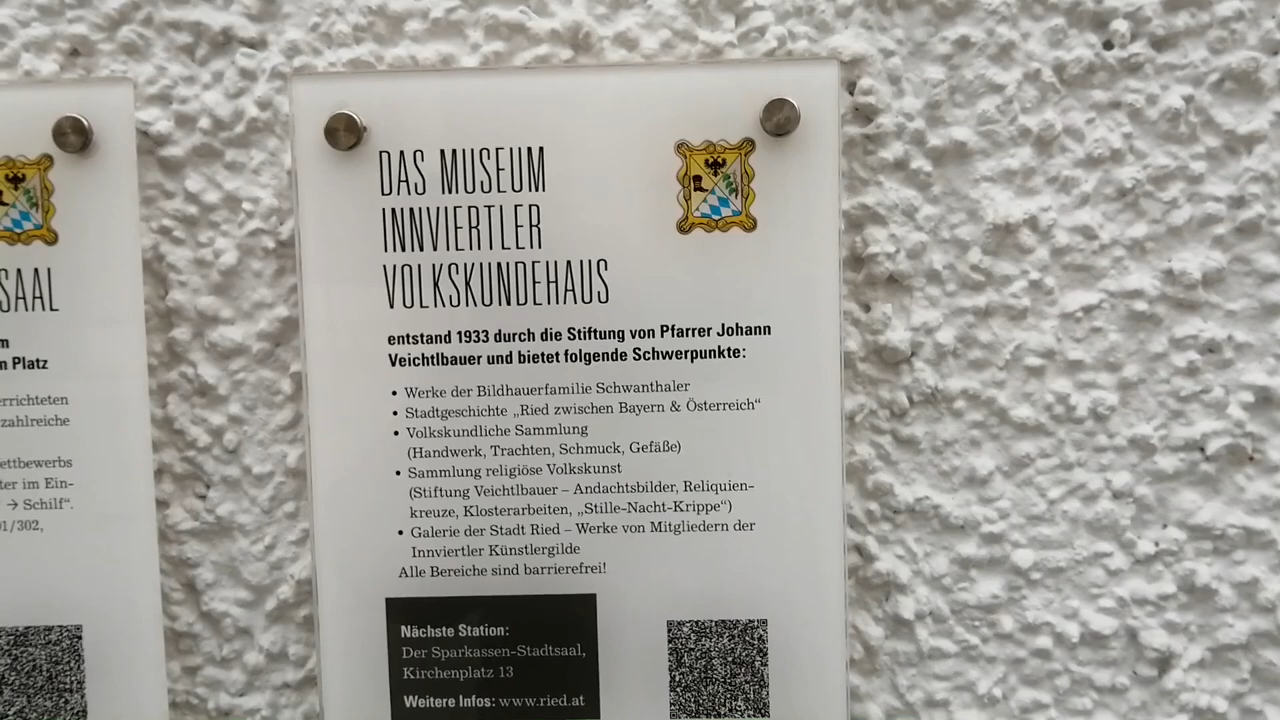 SAAL
m
n Platz
errichteten
zahlreiche
ettbewerbs
ter im Ein-
→ Schilf“.
01/302,
DAS MUSEUM
INNVIERTLER
VOLKSKUNDEHAUS
entstand 1933 durch die Stiftung von Pfarrer Johann
Veichtlbauer und bietet folgende Schwerpunkte:
• Werke der Bildhauerfamilie Schwanthaler
• Stadtgeschichte „Ried zwischen Bayern & Österreich“
• Volkskundliche Sammlung
(Handwerk, Trachten, Schmuck, Gefäße)
• Sammlung religiöse Volkskunst
(Stiftung Veichtlbauer – Andachtsbilder, Reliquien-
kreuze, Klosterarbeiten, „Stille-Nacht-Krippe“)
• Galerie der Stadt Ried – Werke von Mitgliedern der
Innviertler Künstlergilde
Alle Bereiche sind barrierefrei!
Nächste Station:
Der Sparkassen-Stadtsaal,
Kirchenplatz 13
Weitere Infos: www.ried.at